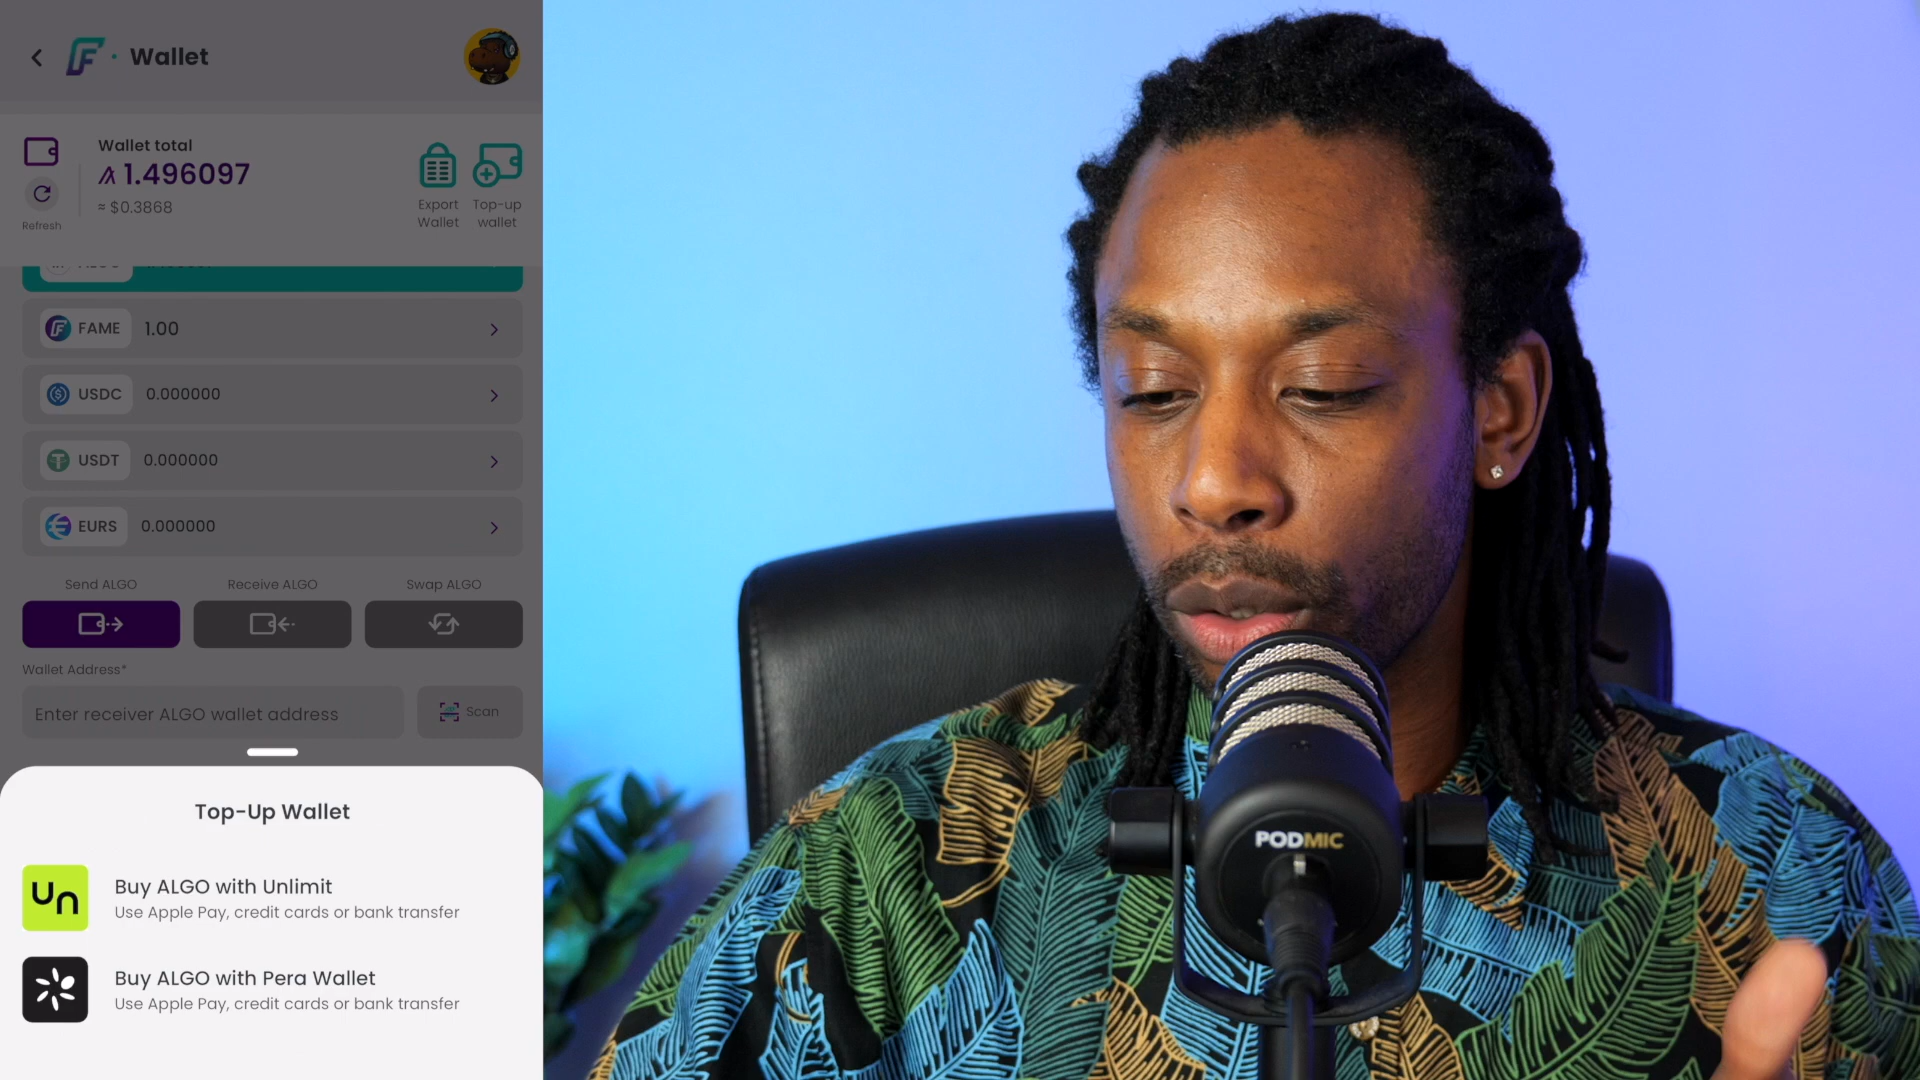 Wallet
Wallet total
1.496097
≈ $0.3868
Refresh
Export
Wallet
Top-up
wallet
FAME 1.00
USDC 0.000000
USDT 0.000000
EURS 0.000000
Send ALGO
Receive ALGO
Swap ALGO
Wallet Address*
Enter receiver ALGO wallet address
Scan
Top-Up Wallet
Un
Buy ALGO with Unlimit
Use Apple Pay, credit cards or bank transfer
Buy ALGO with Pera Wallet
Use Apple Pay, credit cards or bank transfer
PODMIC